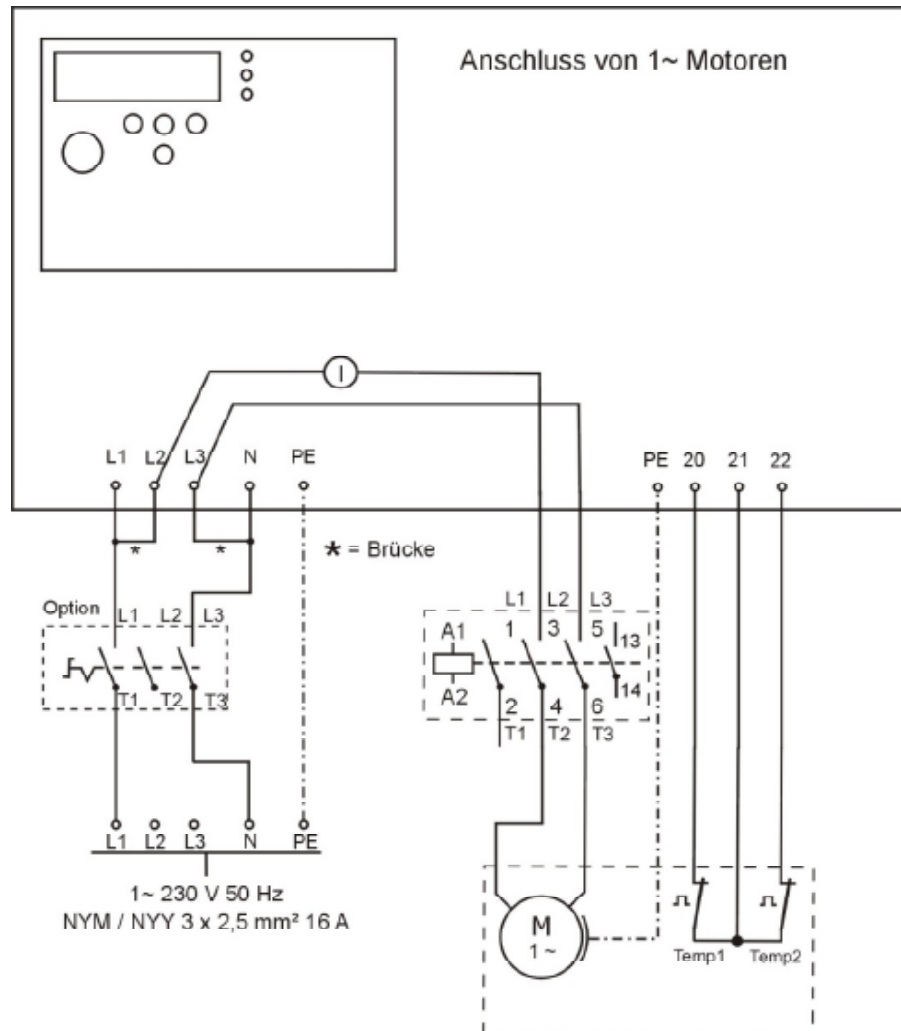 Anschluss von 1~ Motoren
I
L1 L2 L3 N PE
PE 20 21 22
* *
* = Brücke
Option
L1 L2 L3
T1 T2 T3
L1 L2 L3
A1 1 3 5 13
A2 2 4 6 14
T1 T2 T3
L1 L2 L3 N PE
1~ 230 V 50 Hz
NYM / NYY 3 x 2,5 mm² 16 A
M
1~
Temp1 Temp2